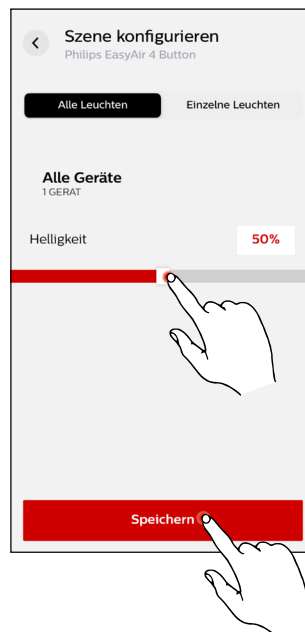 Szene konfigurieren
Philips EasyAir 4 Button
Alle Leuchten Einzelne Leuchten
Alle Geräte
1 GERAT
Helligkeit 50%
Speichern